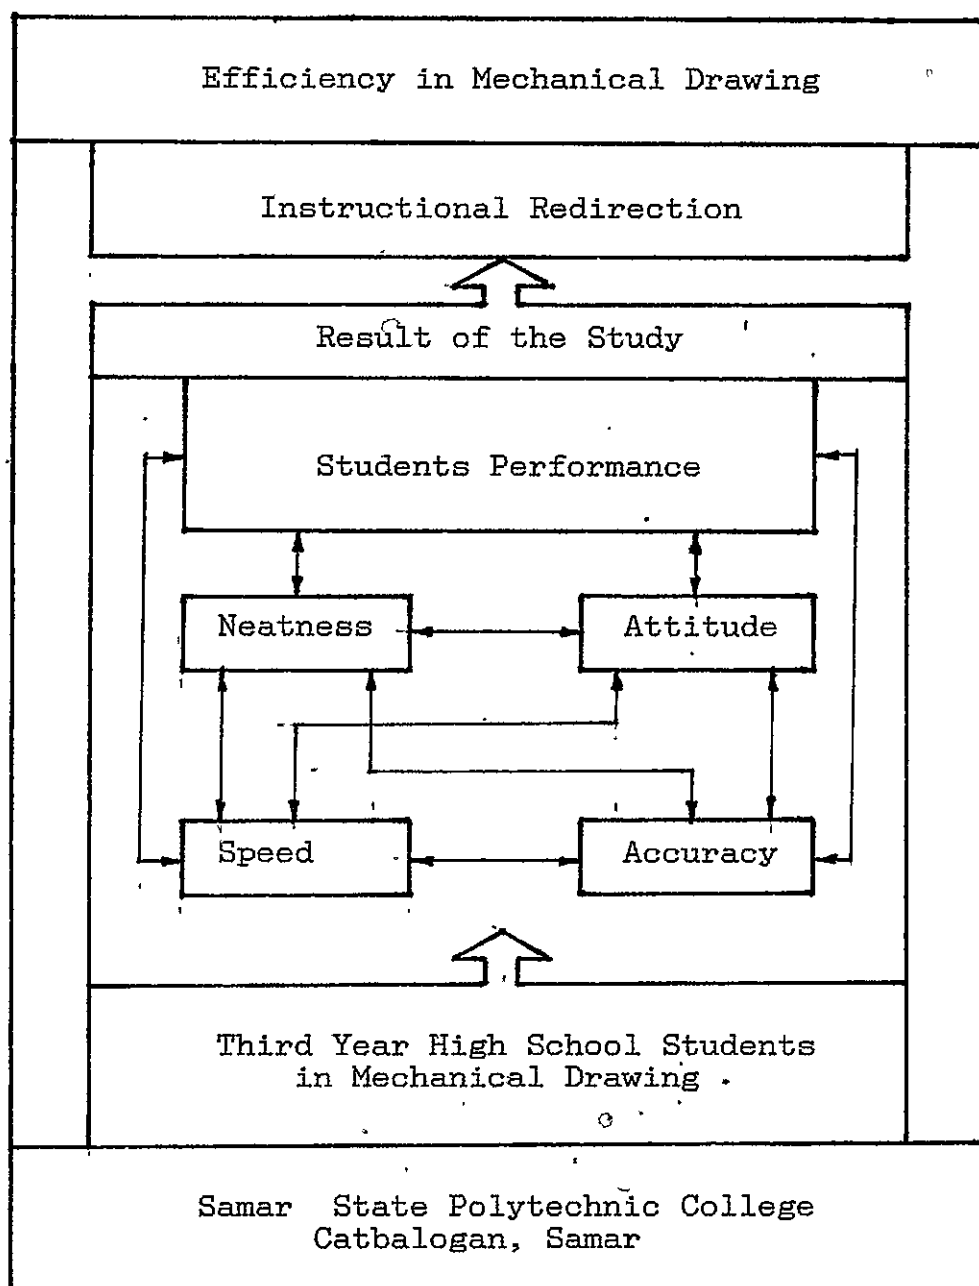 Efficiency in Mechanical Drawing
Instructional Redirection
Result of the Study
Students Performance
Neatness
Attitude
Speed
Accuracy
Third Year High School Students
in Mechanical Drawing
Samar State Polytechnic College
Catbalogan, Samar